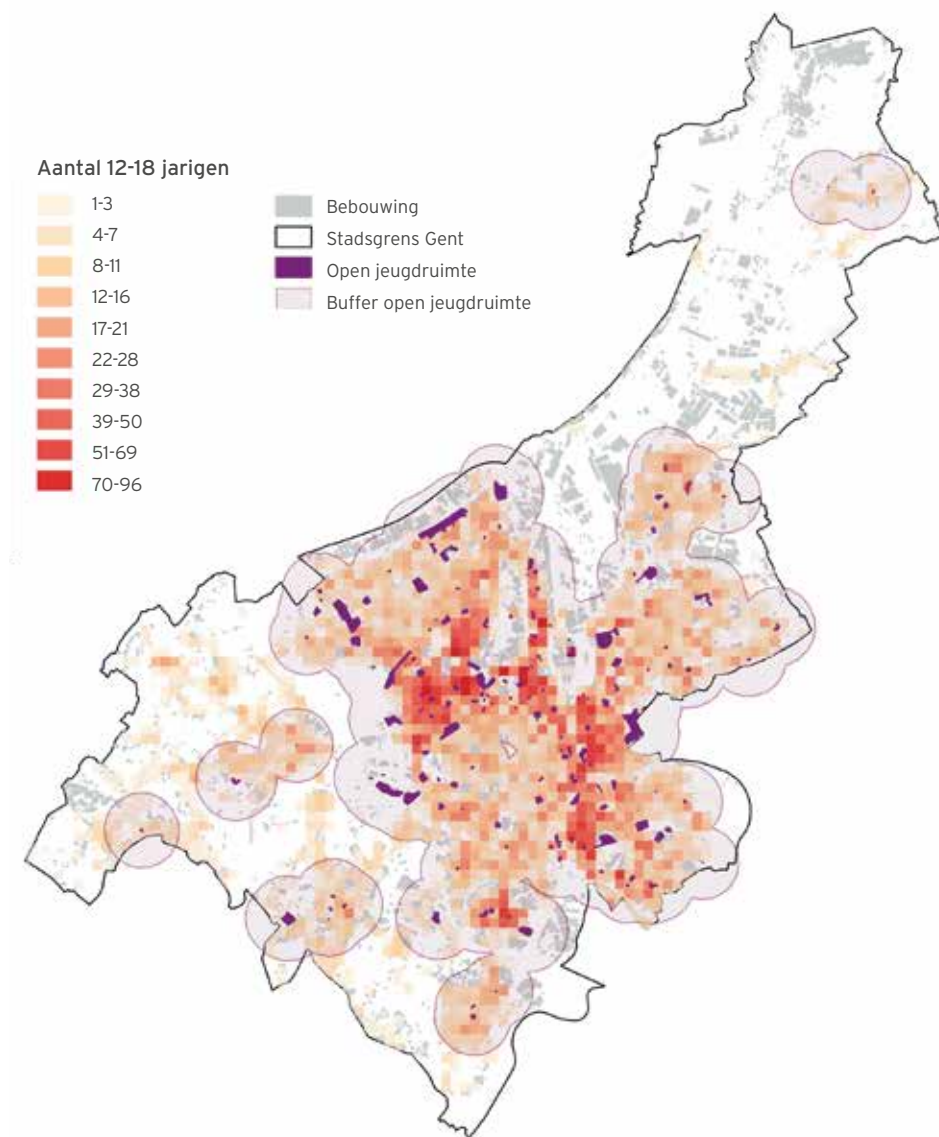 Aantal 12-18 jarigen
1-3
4-7
8-11
12-16
17-21
22-28
29-38
39-50
51-69
70-96
Bebouwing
Stadsgrens Gent
Open jeugdruimte
Buffer open jeugdruimte